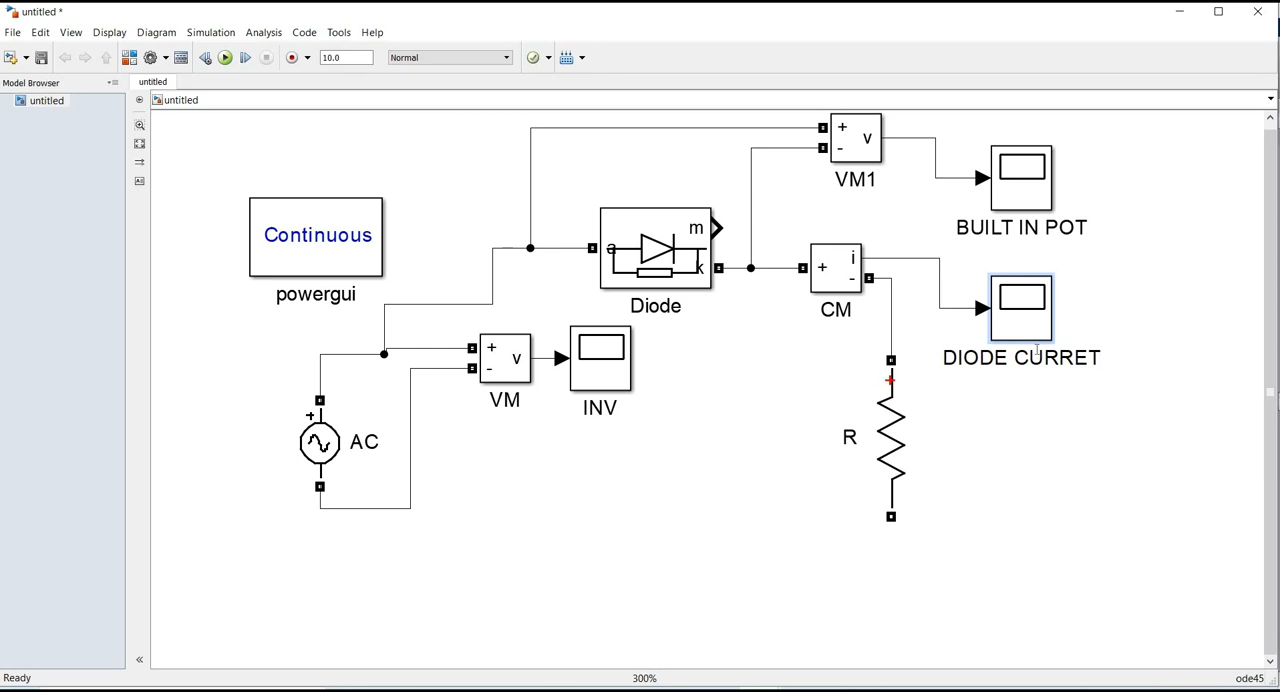 untitled *
File Edit View Display Diagram Simulation Analysis Code Tools Help
10.0 Normal
Model Browser
untitled
untitled
untitled
+ - v
VM1
BUILT IN POT
Continuous
powergui
a m k
Diode
+ i -
CM
DIODE CURRET
+ - v
VM
INV
+
AC
+
R
Ready 300% ode45